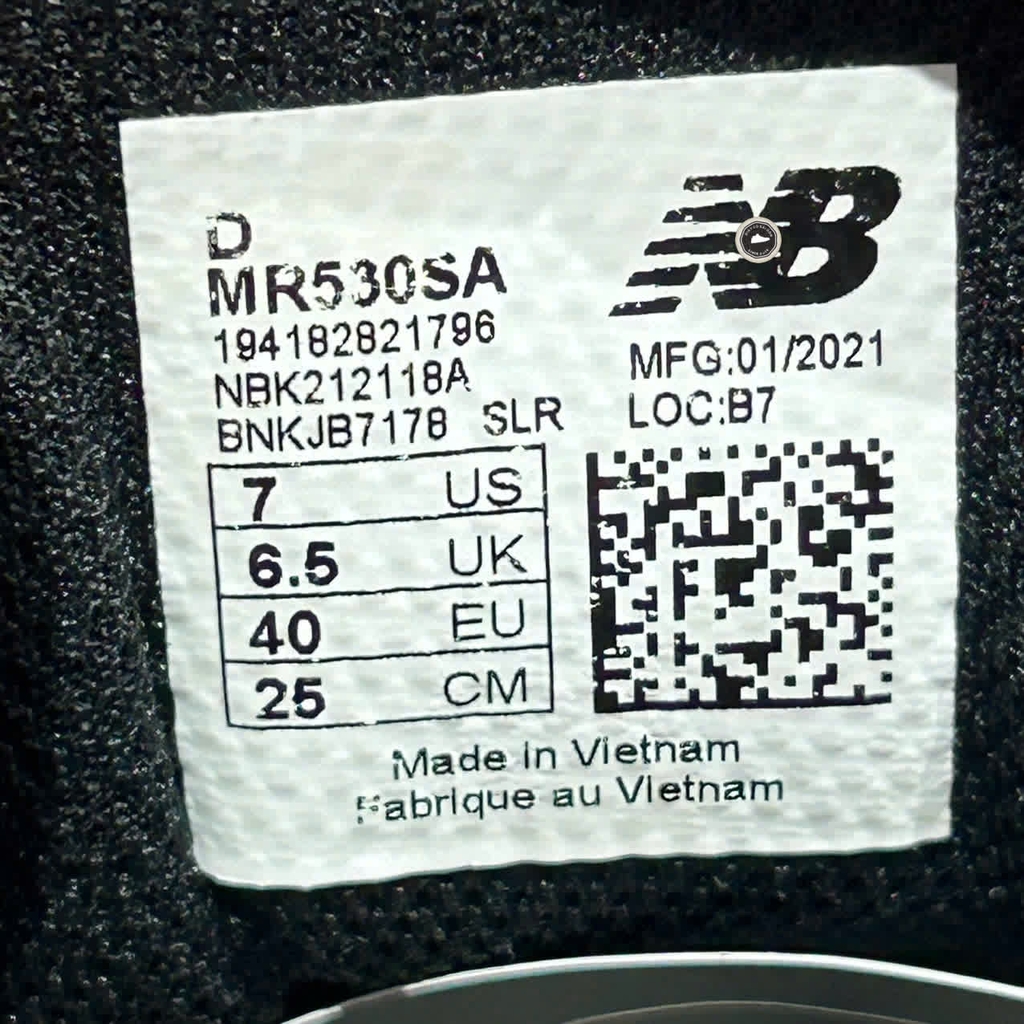 D
MR530SA
194182821796
NBK212118A
BNKJB7178 SLR
7 US
6.5 UK
40 EU
25 CM
NB
MFG:01/2021
LOC:B7
Made in Vietnam
Fabrique au Vietnam